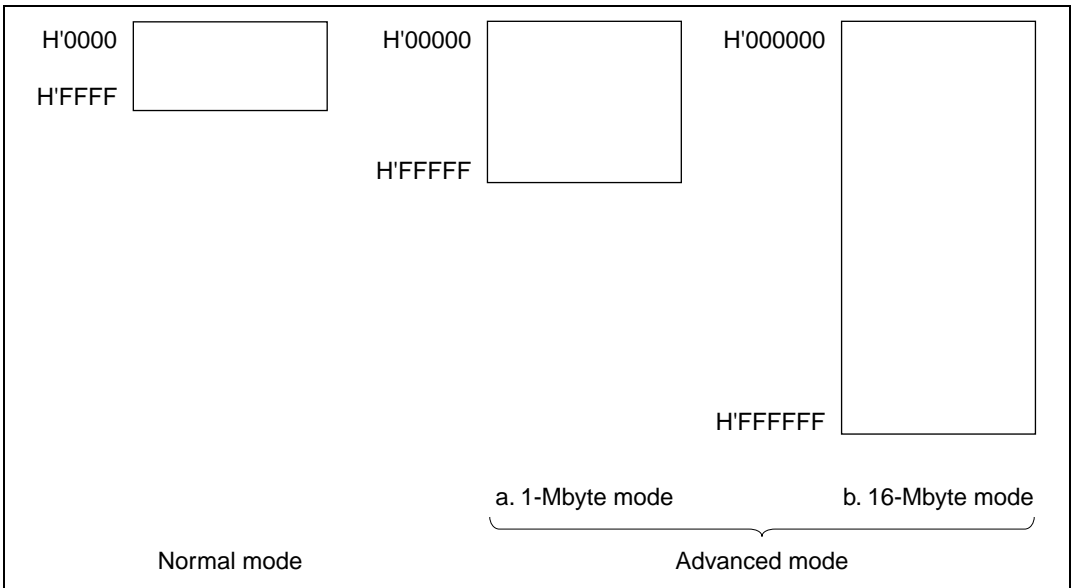 H'0000
H'FFFF
H'00000
H'FFFFF
H'000000
H'FFFFFF
a. 1-Mbyte mode
b. 16-Mbyte mode
Normal mode
Advanced mode